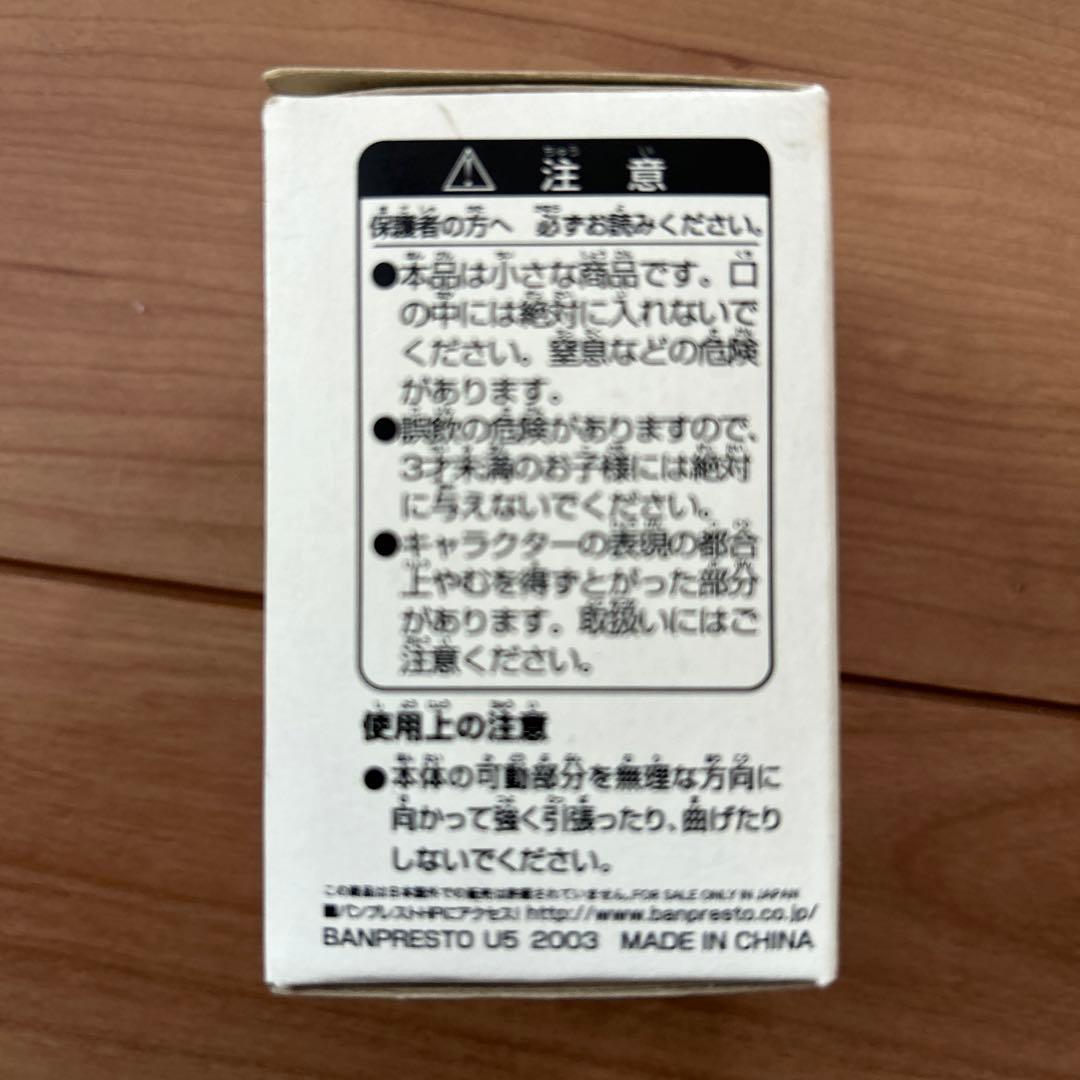 注意
保護者の方へ 必ずお読みください。
●本品は小さな商品です。口
の中には絶対に入れないで
ください。窒息などの危険
があります。
●誤飲の危険がありますので、
3才未満のお子様には絶対
に与えないでください。
●キャラクターの表現の都合
上やむを得ずとがった部分
があります。取扱いにはご
注意ください。
使用上の注意
●本体の可動部分を無理な方向に
向かって強く引張ったり、曲げたり
しないでください。
この商品は日本国外での販売は許諾されていません。FOR SALE ONLY IN JAPAN
■バンプレストHPにアクセス! http://www.banpresto.co.jp/
BANPRESTO U5 2003 MADE IN CHINA